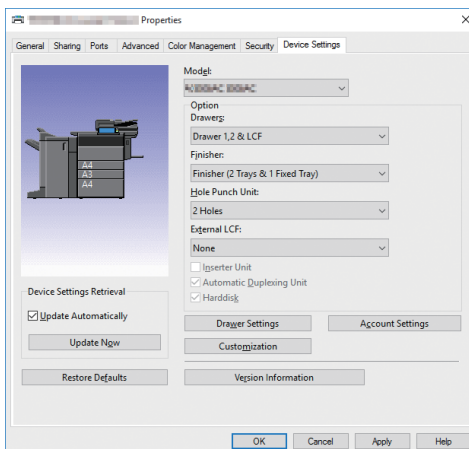 Properties
General Sharing Ports Advanced Color Management Security Device Settings
Model:
Option
Drawers:
Drawer 1,2 & LCF
Finisher:
Finisher (2 Trays & 1 Fixed Tray)
Hole Punch Unit:
2 Holes
External LCF:
None
Inserter Unit
Automatic Duplexing Unit
Harddisk
A4
A3
A4
Device Settings Retrieval
Update Automatically
Update Now
Drawer Settings Account Settings
Customization
Restore Defaults Version Information
OK Cancel Apply Help